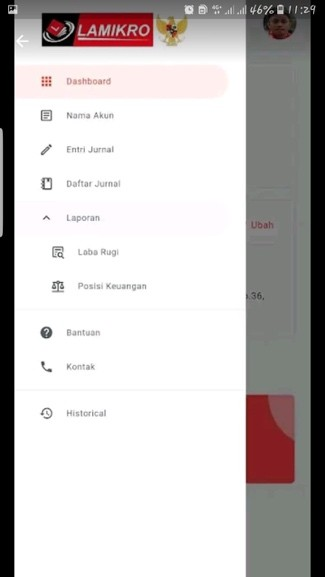 46% 11:29
LAMIKRO
Dashboard
Nama Akun
Entri Jurnal
Daftar Jurnal
Laporan
Ubah
Laba Rugi
Posisi Keuangan
36,
Bantuan
Kontak
Historical